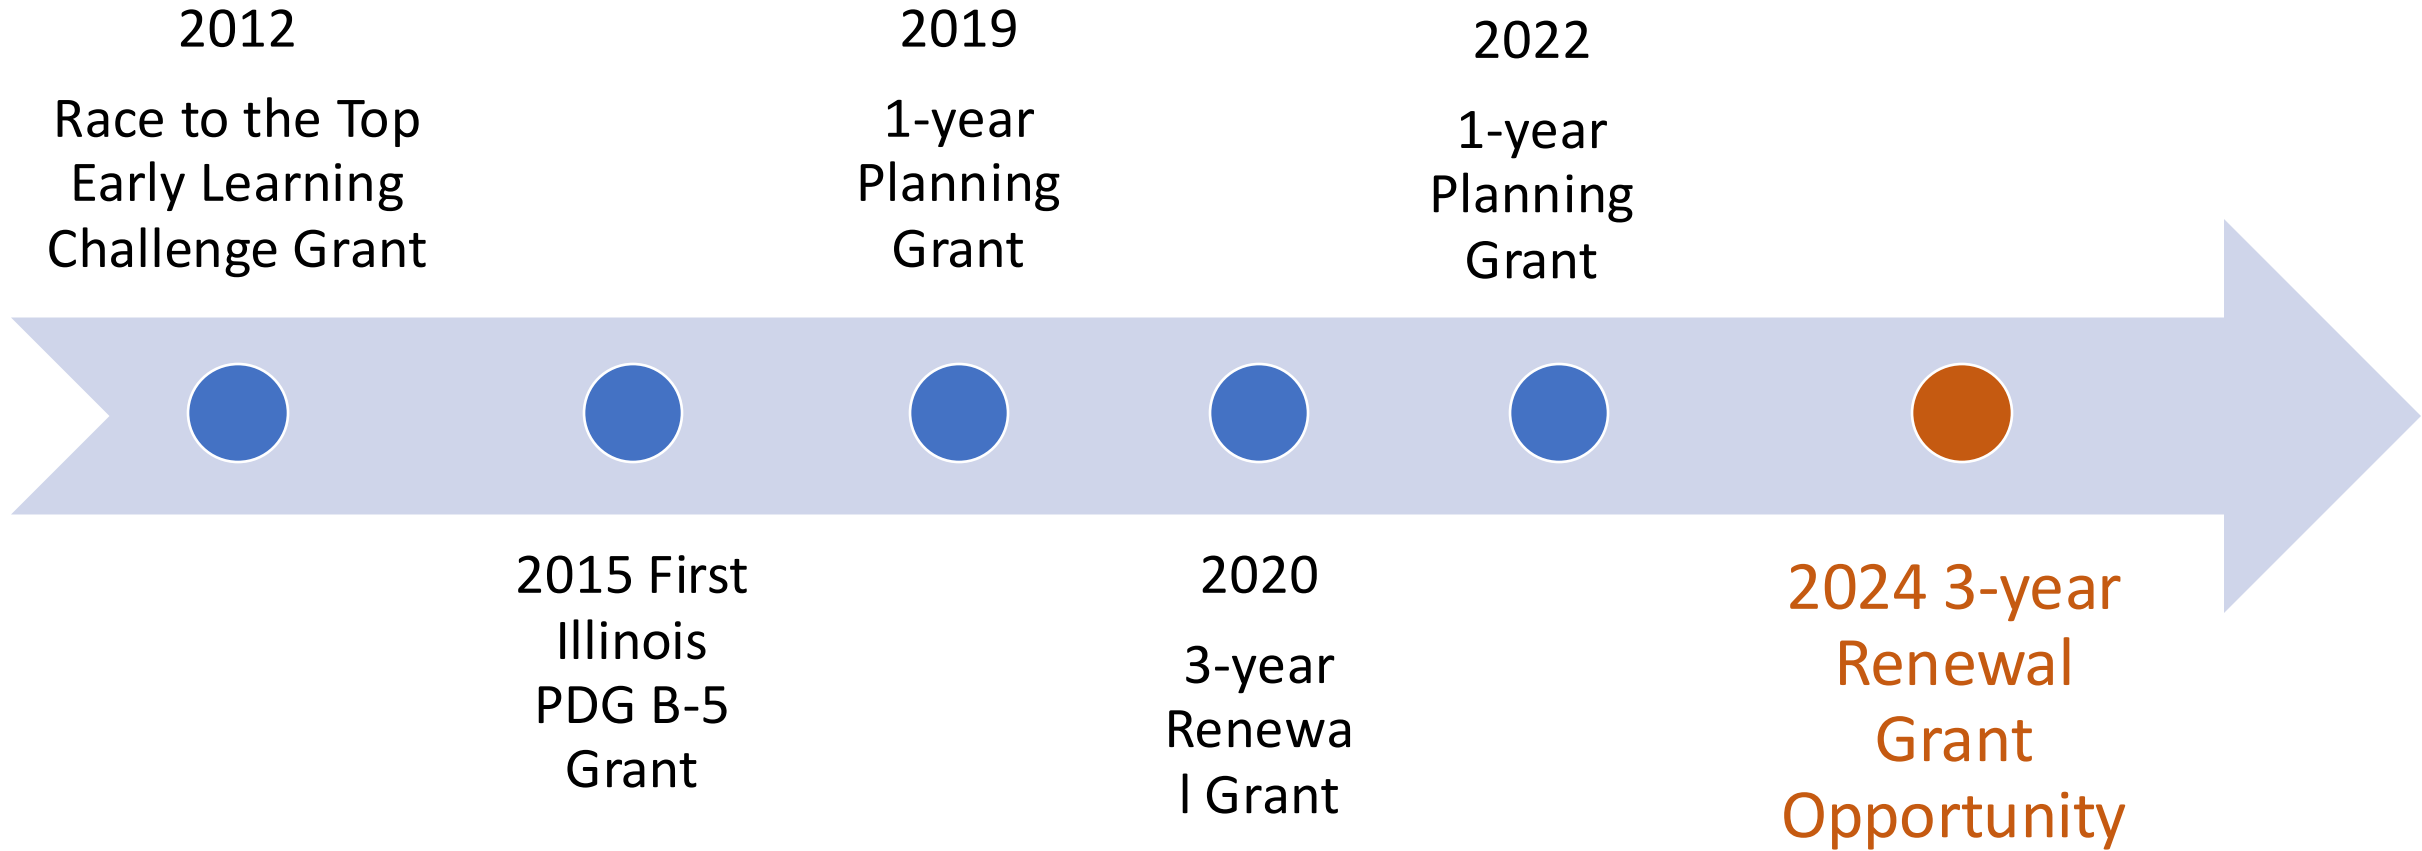 2012
Race to the Top
Early Learning
Challenge Grant
2015 First
Illinois
PDG B-5
Grant
2019
1-year
Planning
Grant
2020
3-year
Renewa
l Grant
2022
1-year
Planning
Grant
2024 3-year
Renewal
Grant
Opportunity